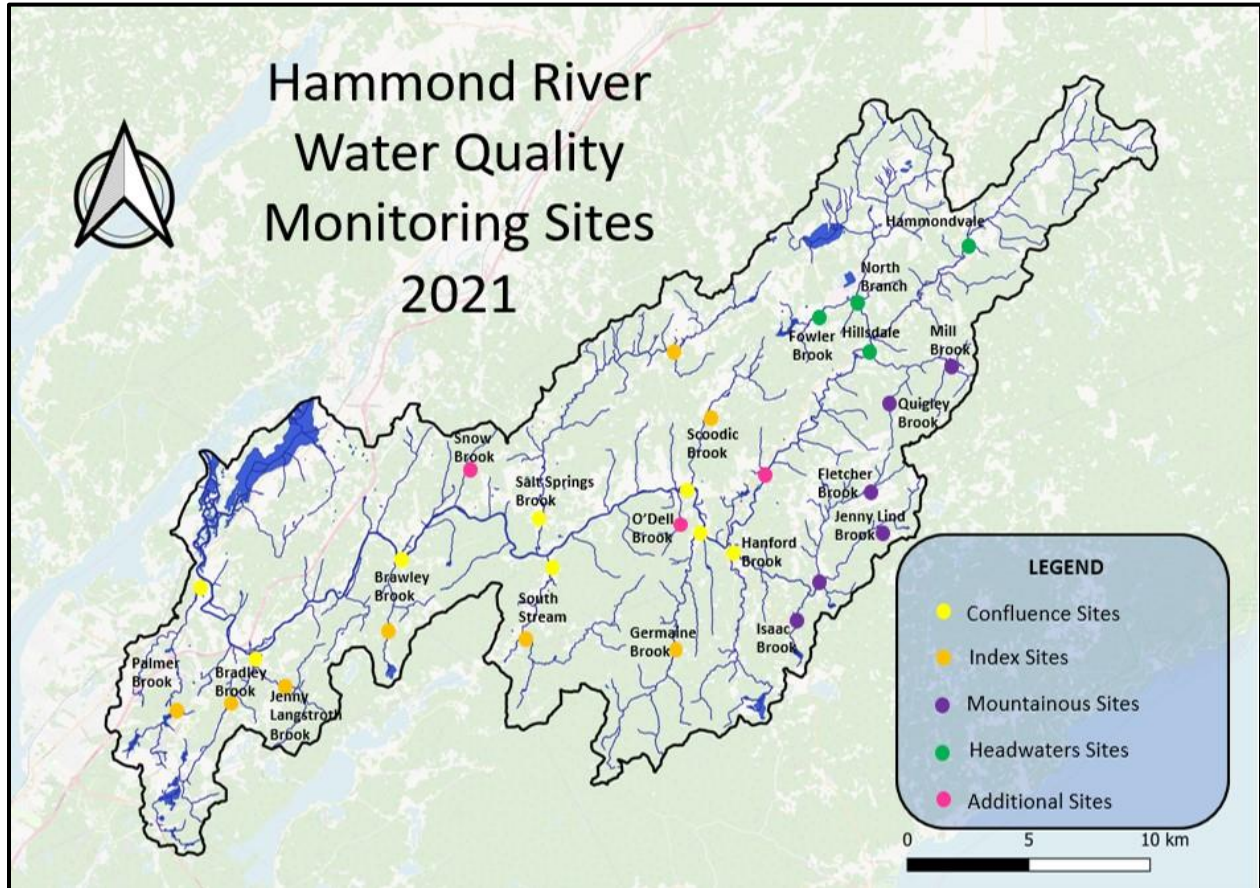 Hammond River
Water Quality
Monitoring Sites
2021
Hammondvale
North
Branch
Fowler
Brook
Hillsdale
Mill
Brook
Quigley
Brook
Scoodic
Brook
Snow
Brook
Salt Springs
Brook
Fletcher
Brook
Jenny Lind
Brook
O'Dell
Brook
Hanford
Brook
Brawley
Brook
South
Stream
Germaine
Brook
Isaac
Brook
Palmer
Brook
Bradley
Brook
Jenny
Langstroth
Brook
LEGEND
Confluence Sites
Index Sites
Mountainous Sites
Headwaters Sites
Additional Sites
0 5 10 km